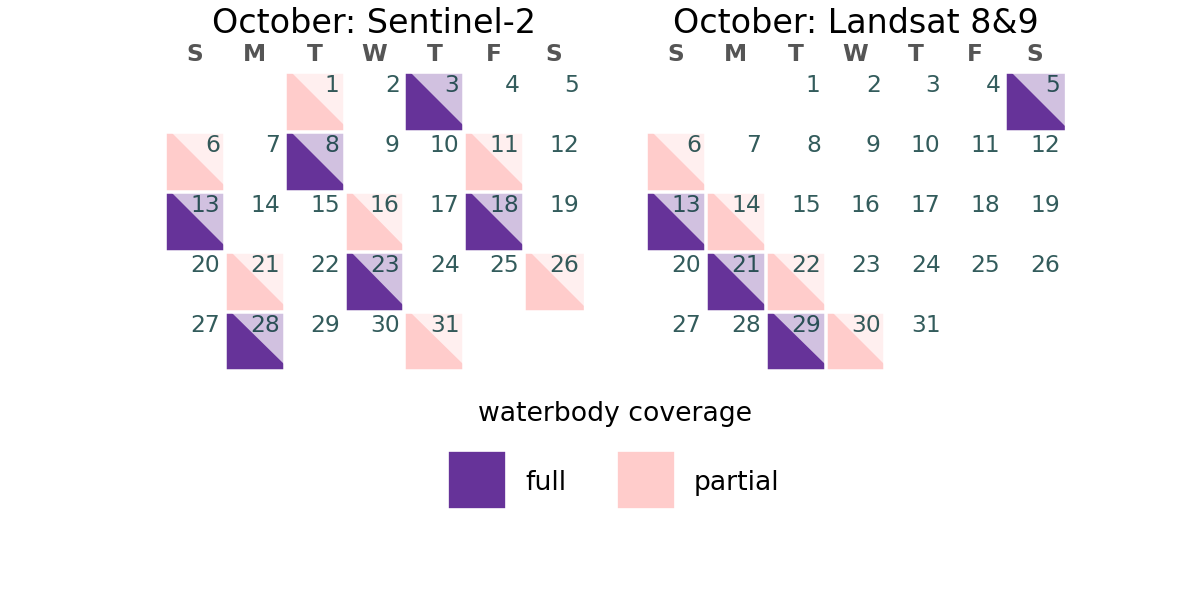 October: Sentinel-2
S M T W T F S
1 2 3 4 5
6 7 8 9 10 11 12
13 14 15 16 17 18 19
20 21 22 23 24 25 26
27 28 29 30 31
October: Landsat 8&9
S M T W T F S
1 2 3 4 5
6 7 8 9 10 11 12
13 14 15 16 17 18 19
20 21 22 23 24 25 26
27 28 29 30 31
waterbody coverage
full partial